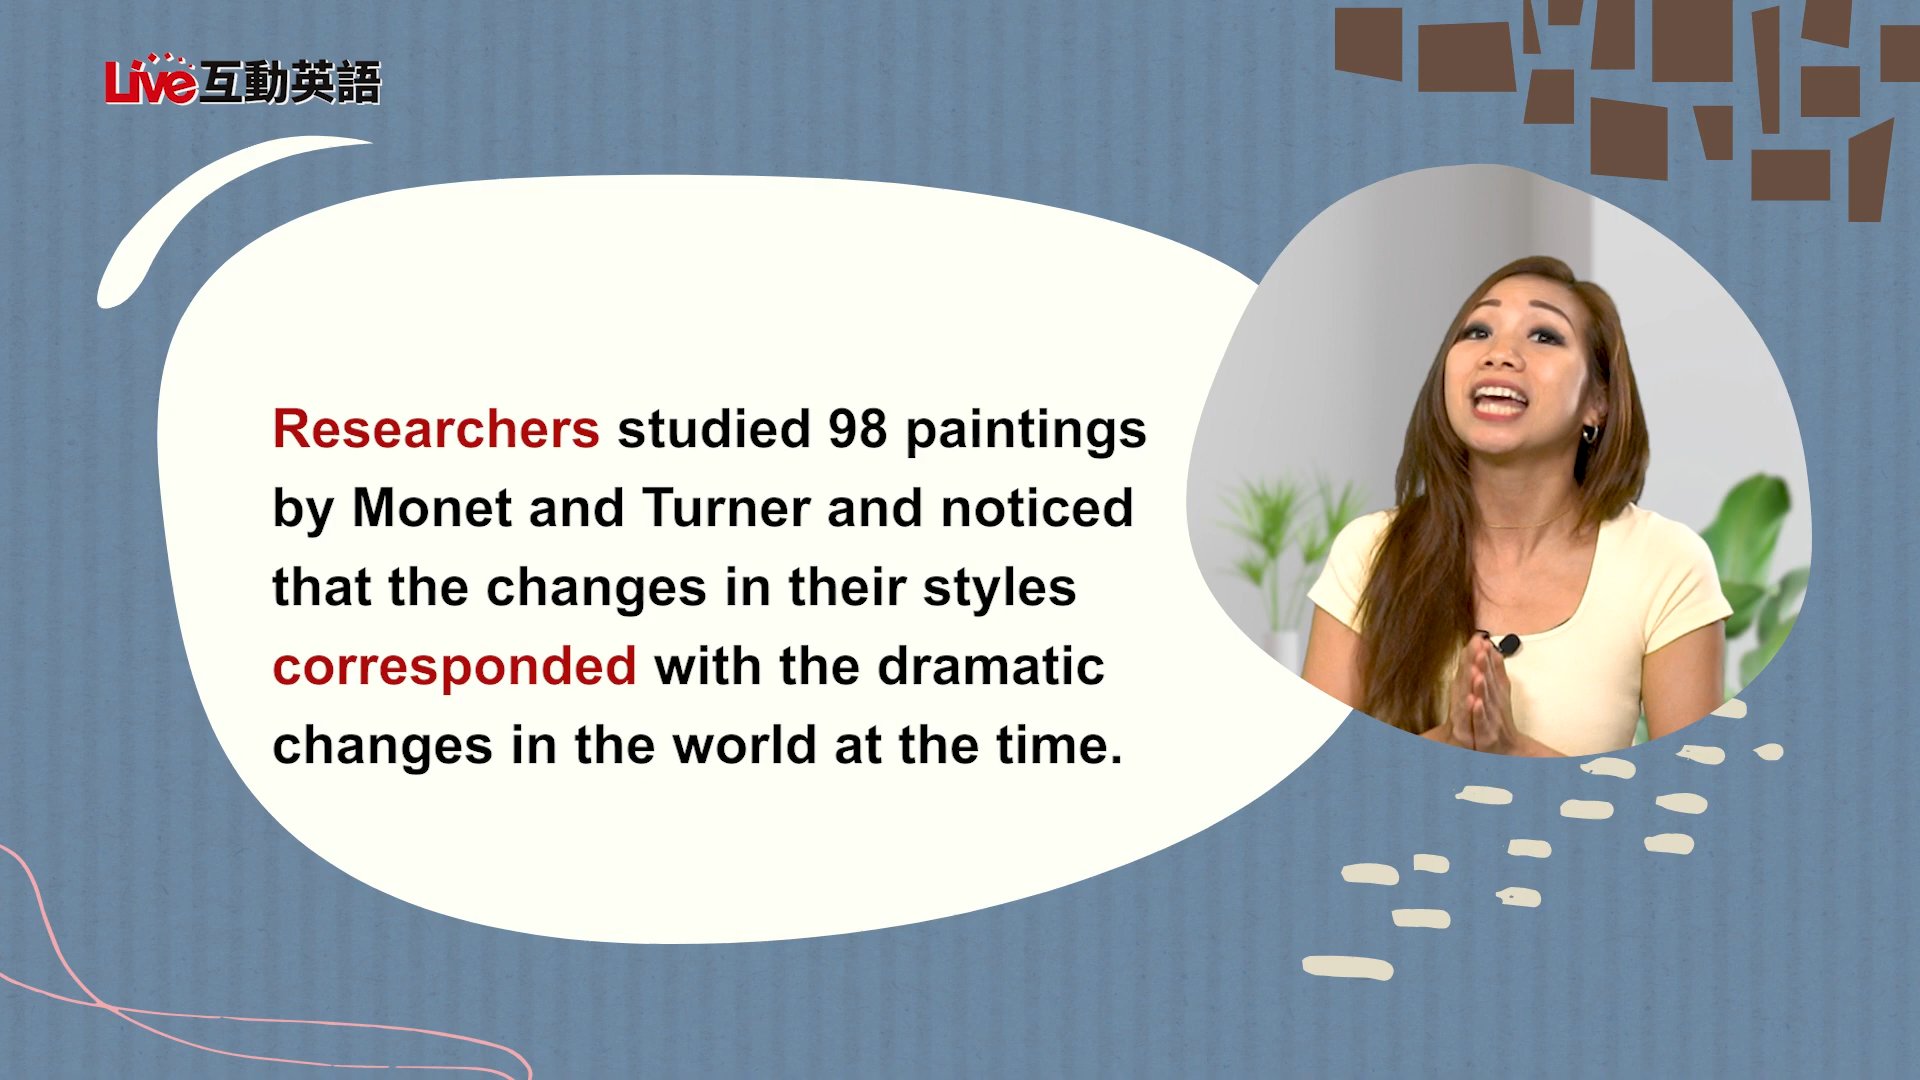 Live互動英語
Researchers studied 98 paintings
by Monet and Turner and noticed
that the changes in their styles
corresponded with the dramatic
changes in the world at the time.